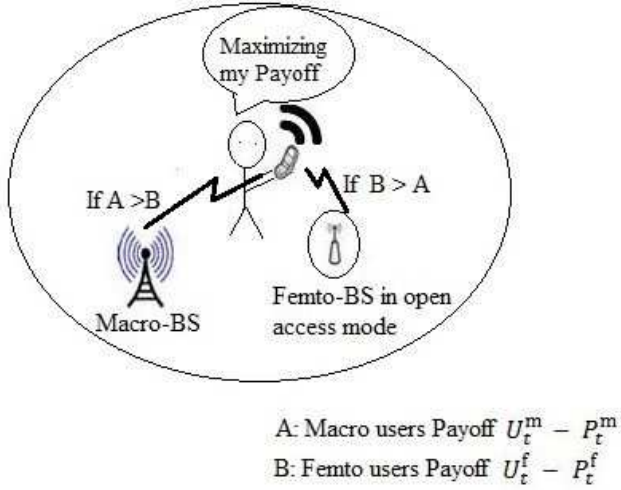 Maximizing
my Payoff
If A >B
If B > A
Macro-BS
Femto-BS in open
access mode
A: Macro users Payoff $U_t^m - P_t^m$
B: Femto users Payoff $U_t^f - P_t^f$